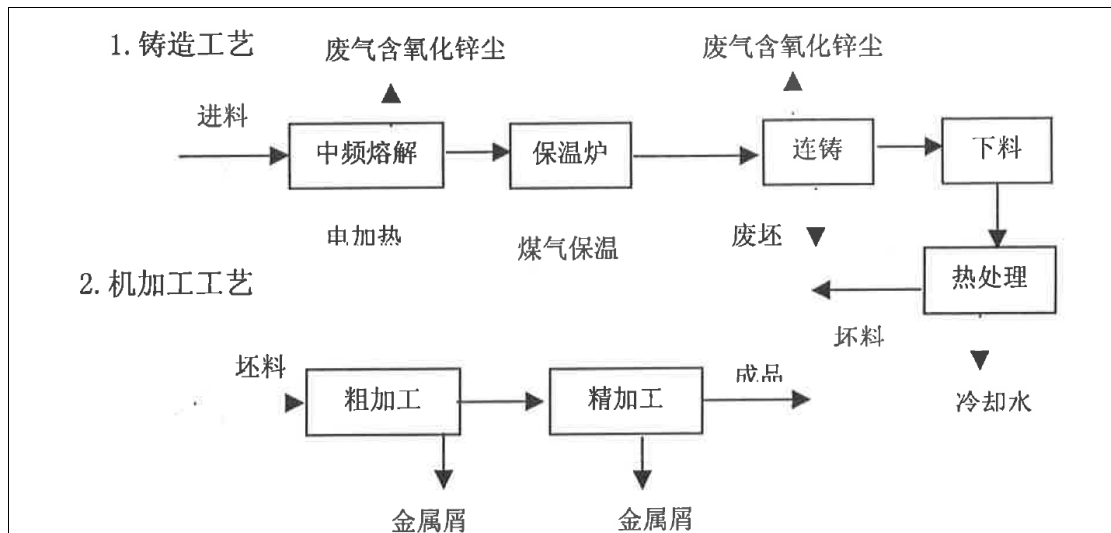 1.铸造工艺
废气含氧化锌尘
废气含氧化锌尘
进料
中频熔解
保温炉
连铸
下料
电加热
煤气保温
废坯
热处理
2.机加工工艺
坯料
坯料
成品
粗加工
精加工
冷却水
金属屑
金属屑